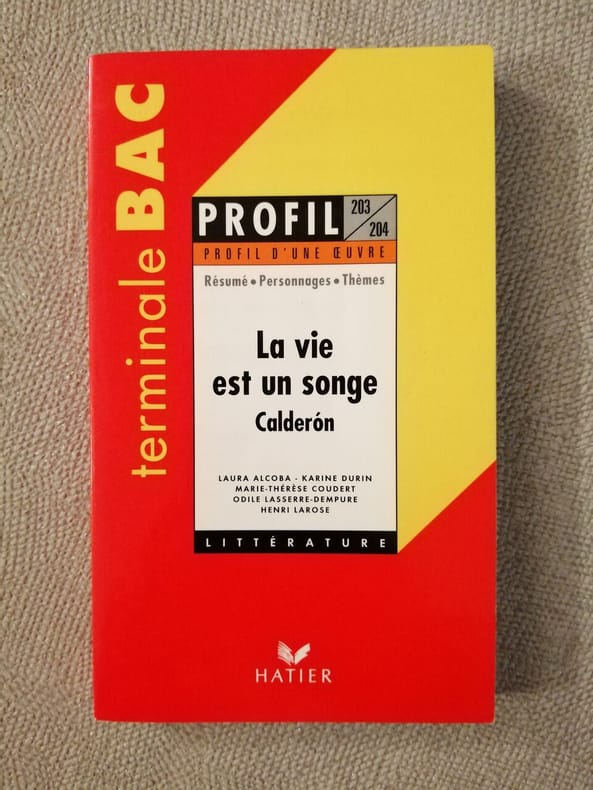 terminale BAC
PROFIL 203/204
PROFIL D'UNE ŒUVRE
Résumé • Personnages • Thèmes
La vie
est un songe
Calderón
LAURA ALCOBA - KARINE DURIN
MARIE-THÉRÈSE COUDERT
ODILE LASSERRE-DEMPURE
HENRI LAROSE
LITTÉRATURE
HATIER